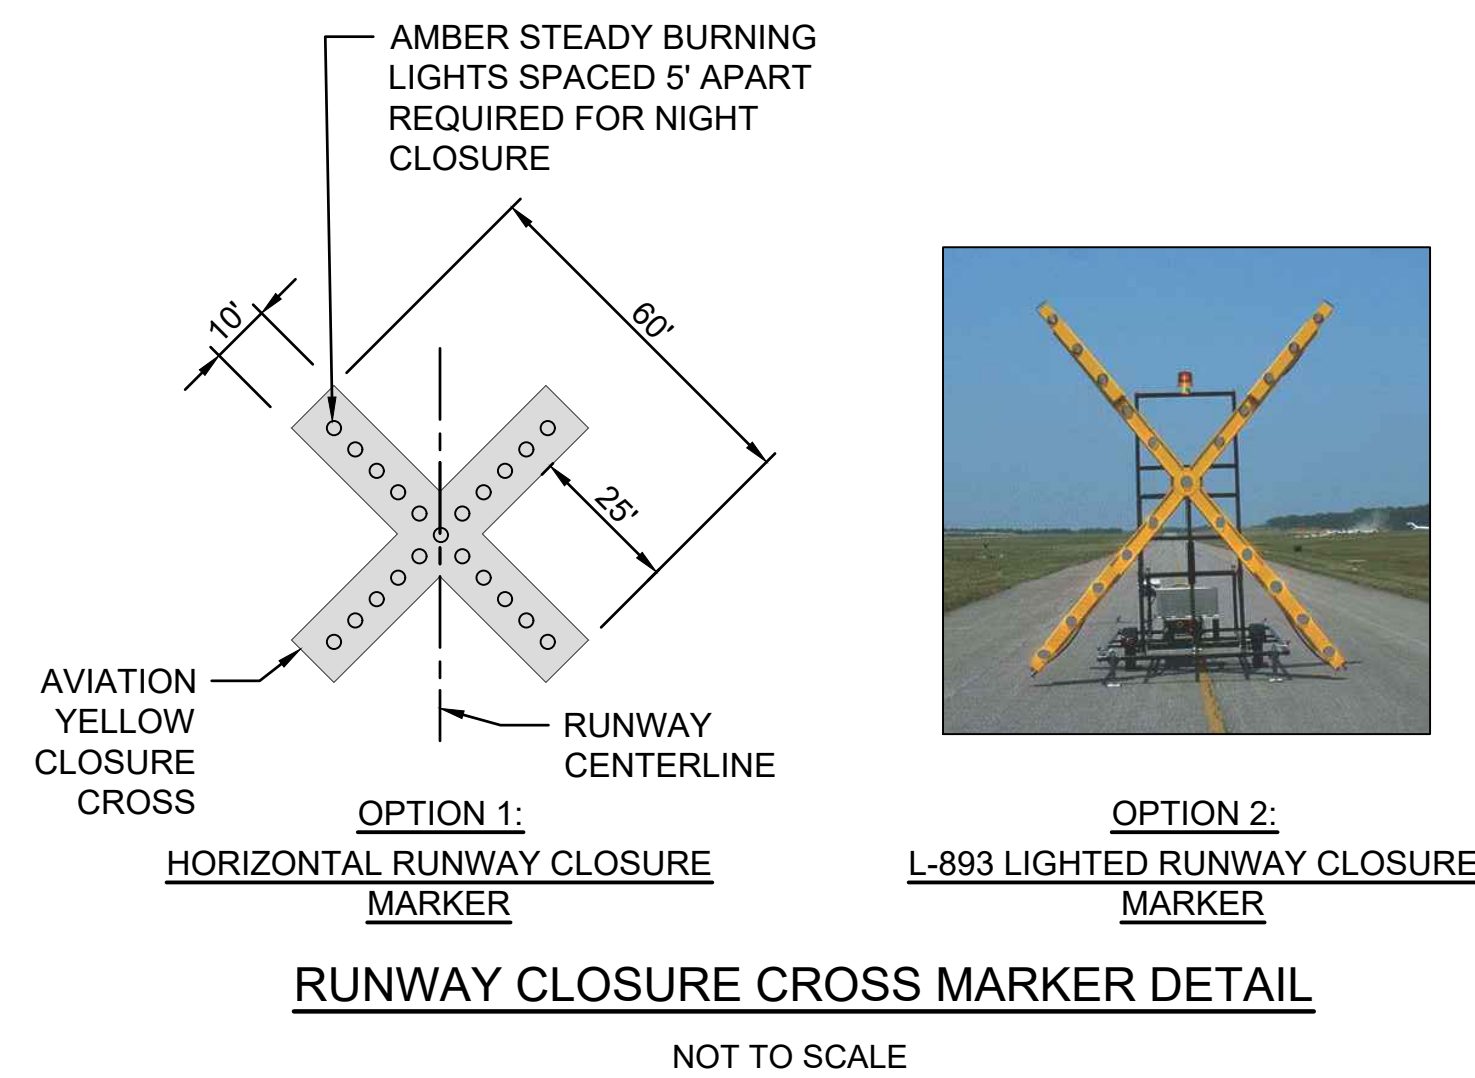 AMBER STEADY BURNING
LIGHTS SPACED 5' APART
REQUIRED FOR NIGHT
CLOSURE
10'
60'
25'
AVIATION
YELLOW
CLOSURE
CROSS
RUNWAY
CENTERLINE
OPTION 1:
HORIZONTAL RUNWAY CLOSURE
MARKER
OPTION 2:
L-893 LIGHTED RUNWAY CLOSURE
MARKER
RUNWAY CLOSURE CROSS MARKER DETAIL
NOT TO SCALE